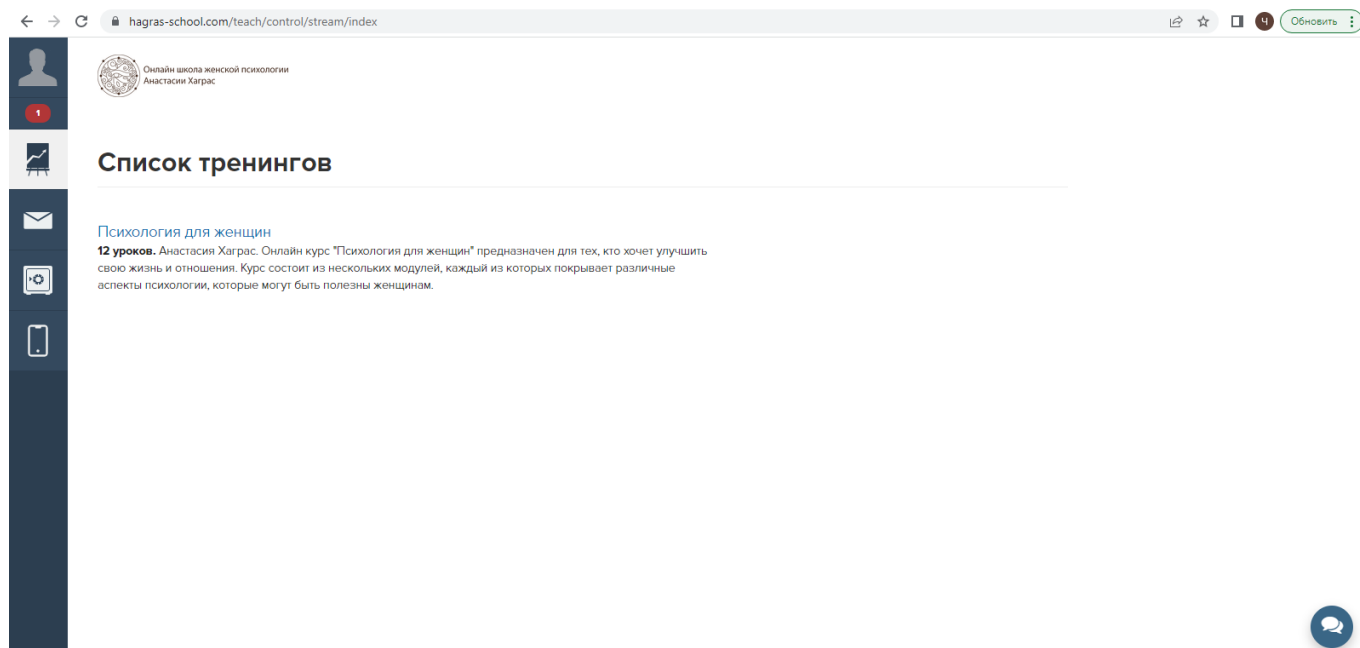 hagras-school.com/teach/control/stream/index
Ч
Обновить
Онлайн школа женской психологии
Анастасии Хаграс
1
Список тренингов
Психология для женщин
12 уроков. Анастасия Хаграс. Онлайн курс "Психология для женщин" предназначен для тех, кто хочет улучшить
свою жизнь и отношения. Курс состоит из нескольких модулей, каждый из которых покрывает различные
аспекты психологии, которые могут быть полезны женщинам.